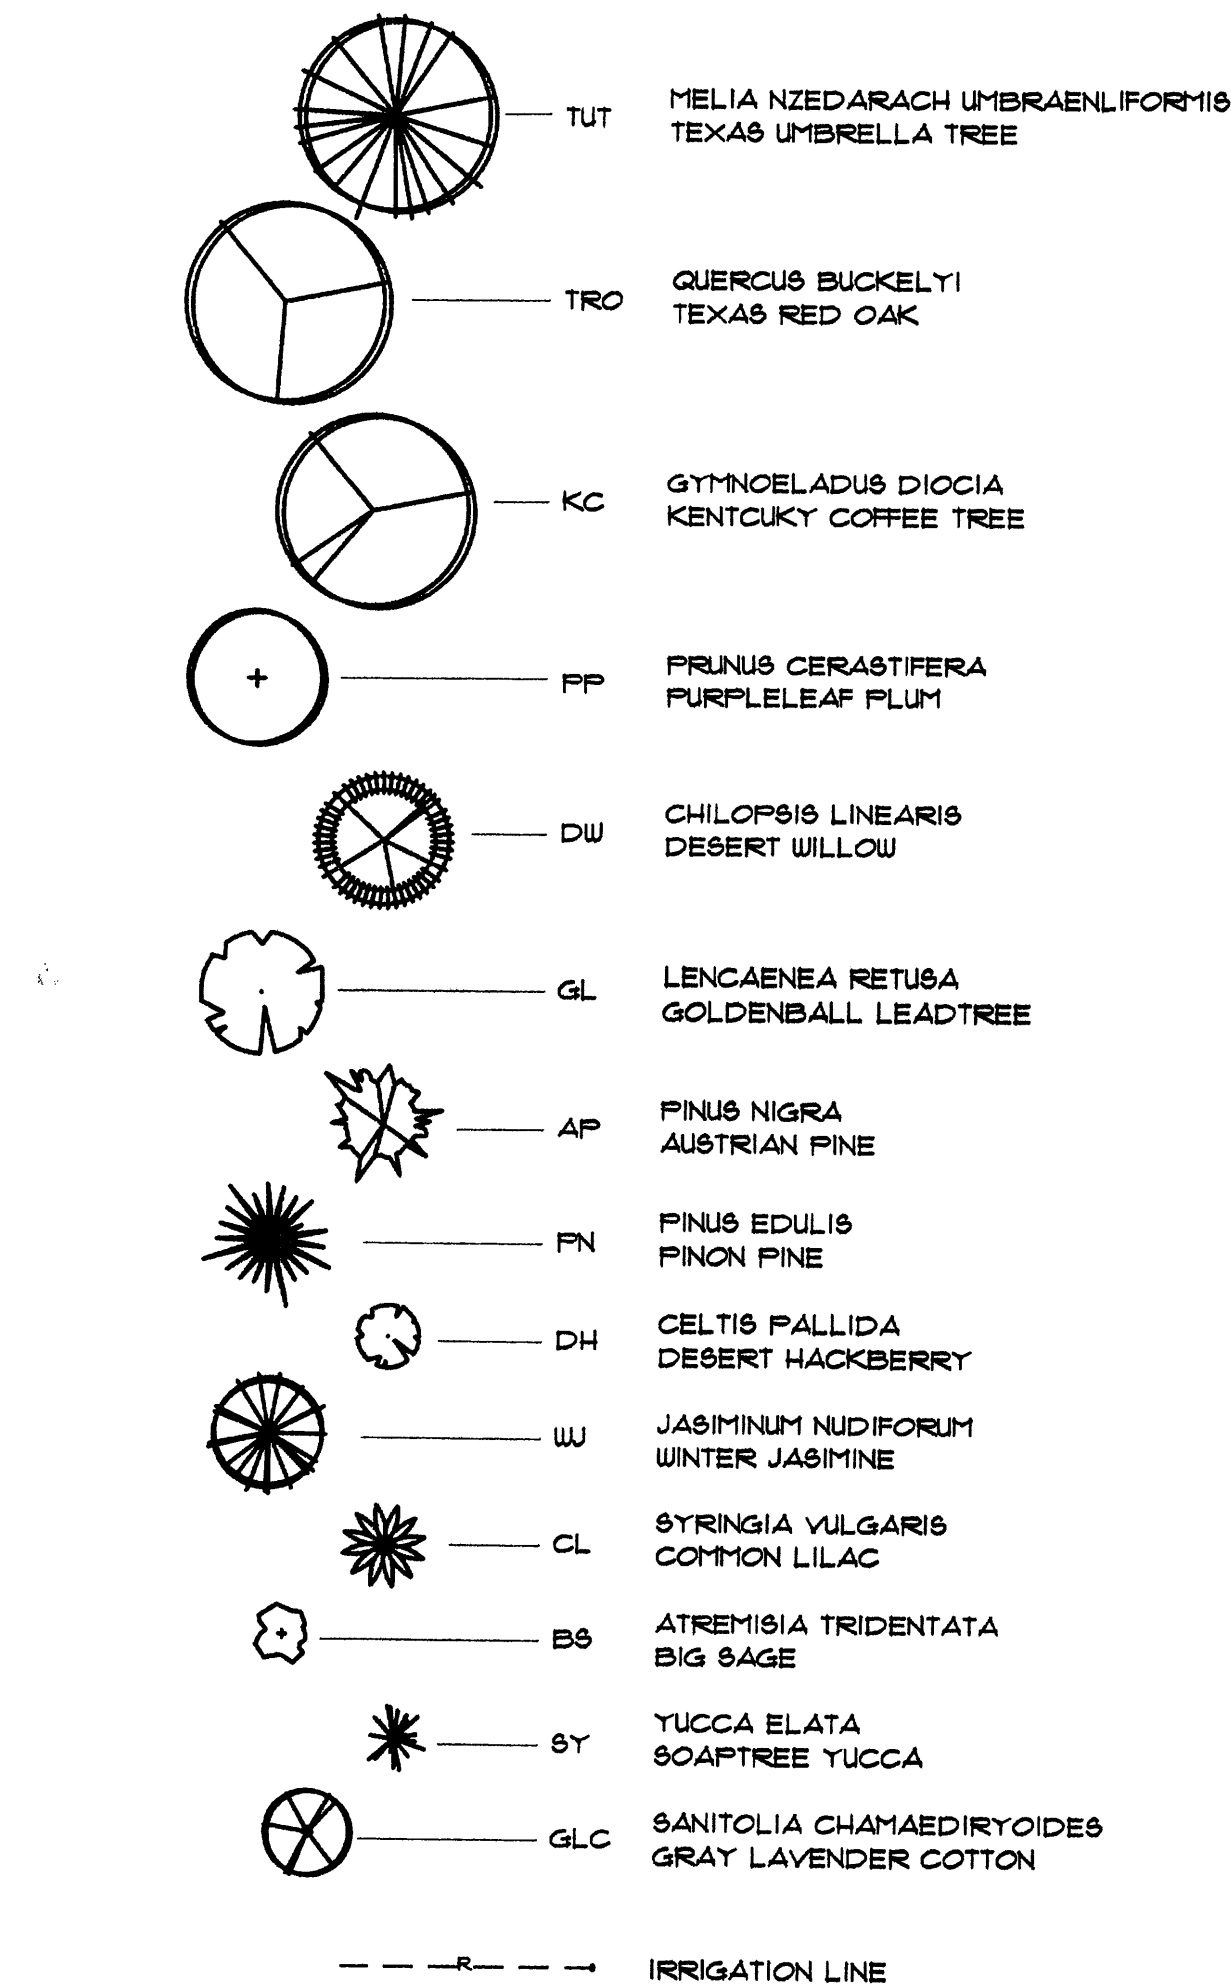 TUT
MELIA NZEDARACH UMBRAENLIFORMIS
TEXAS UMBRELLA TREE
TRO
QUERCUS BUCKELYI
TEXAS RED OAK
KC
GYMNOELADUS DIOCIA
KENTCUKY COFFEE TREE
PP
PRUNUS CERASTIFERA
PURPLELEAF PLUM
DW
CHILOPSIS LINEARIS
DESERT WILLOW
GL
LENCAENEA RETUSA
GOLDENBALL LEADTREE
AP
PINUS NIGRA
AUSTRIAN PINE
PN
PINUS EDULIS
PINON PINE
DH
CELTIS PALLIDA
DESERT HACKBERRY
WJ
JASIMINUM NUDIFORUM
WINTER JASIMINE
CL
SYRINGIA VULGARIS
COMMON LILAC
BS
ATREMISIA TRIDENTATA
BIG SAGE
SY
YUCCA ELATA
SOAPTREE YUCCA
GLC
SANITOLIA CHAMAEDIRYOIDES
GRAY LAVENDER COTTON
R
IRRIGATION LINE